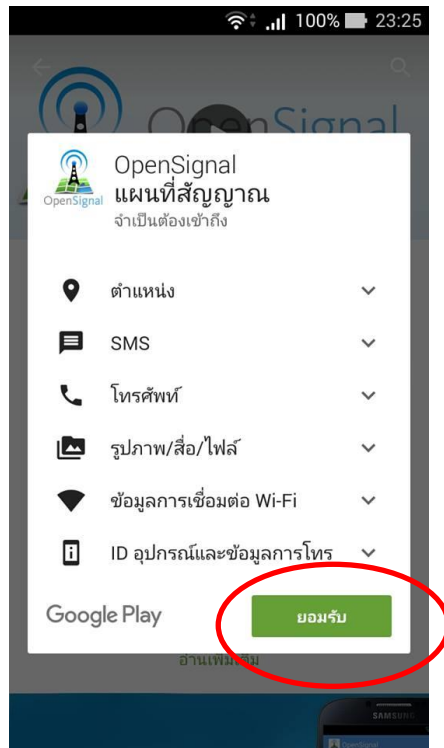 100% 23:25
OpenSignal
OpenSignal
แผนที่สัญญาณ
OpenSignal
จำเป็นต้องเข้าถึง
ตำแหน่ง
SMS
โทรศัพท์
รูปภาพ/สื่อ/ไฟล์
ข้อมูลการเชื่อมต่อ Wi-Fi
ID อุปกรณ์และข้อมูลการโทร
Google Play
ยอมรับ
อ่านเพิ่มเติม
SAMSUNG